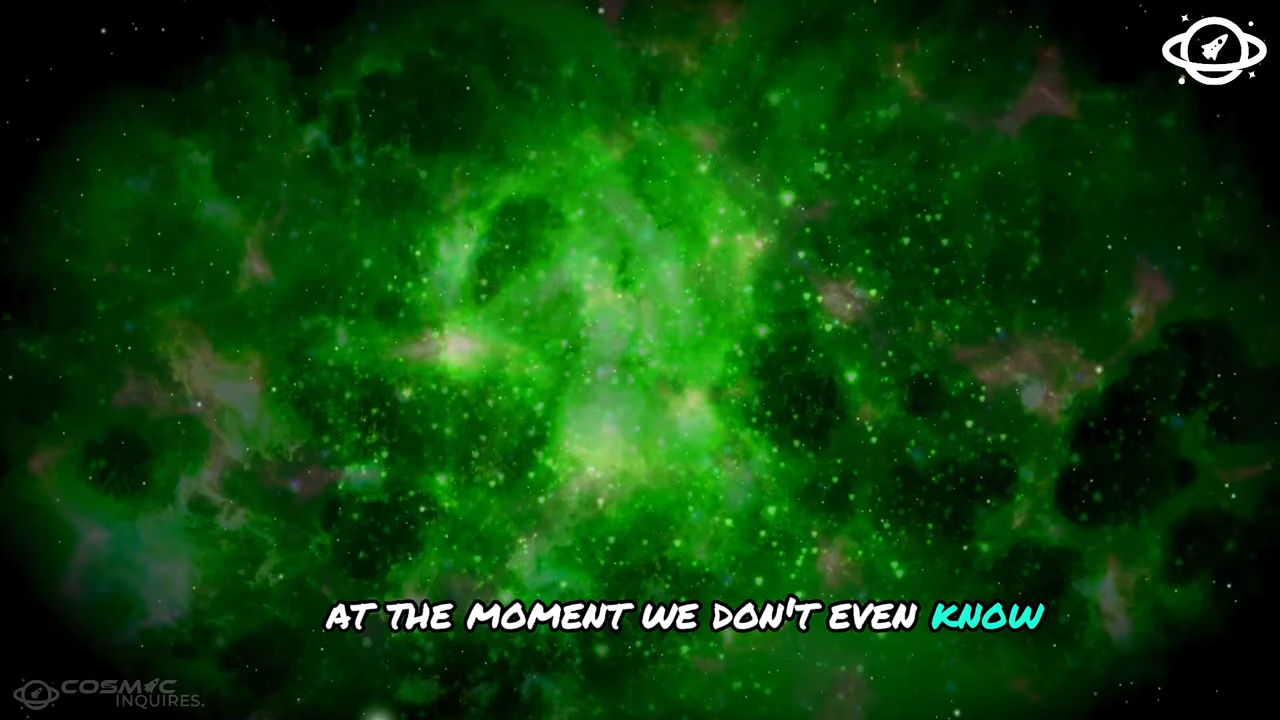 AT THE MOMENT WE DON'T EVEN KNOW
COSMIC
INQUIRES.